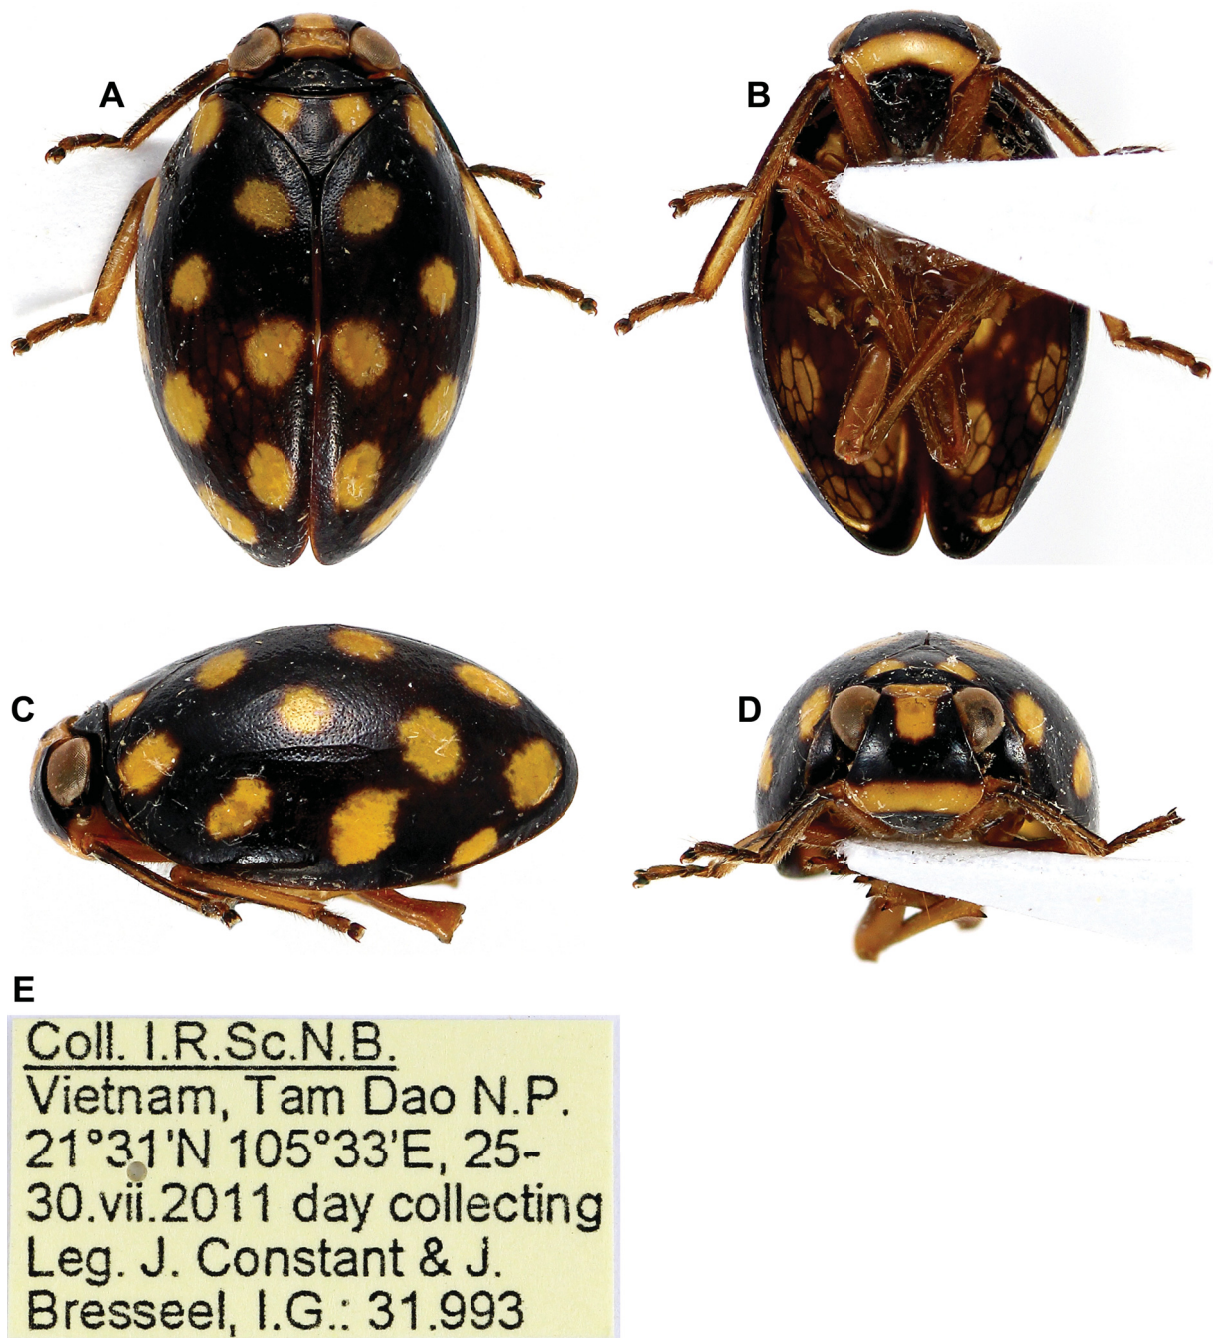 A
B
C
D
E
Coll. I.R.Sc.N.B.
Vietnam, Tam Dao N.P.
21°31'N 105°33'E, 25-
30.vii.2011 day collecting
Leg. J. Constant & J.
Bresseel, I.G.: 31.993